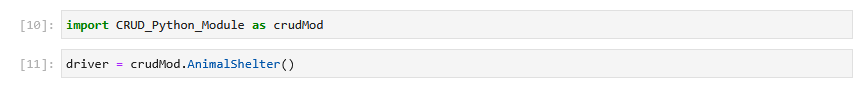 [10]: import CRUD_Python_Module as crudMod
[11]: driver = crudMod.AnimalShelter()